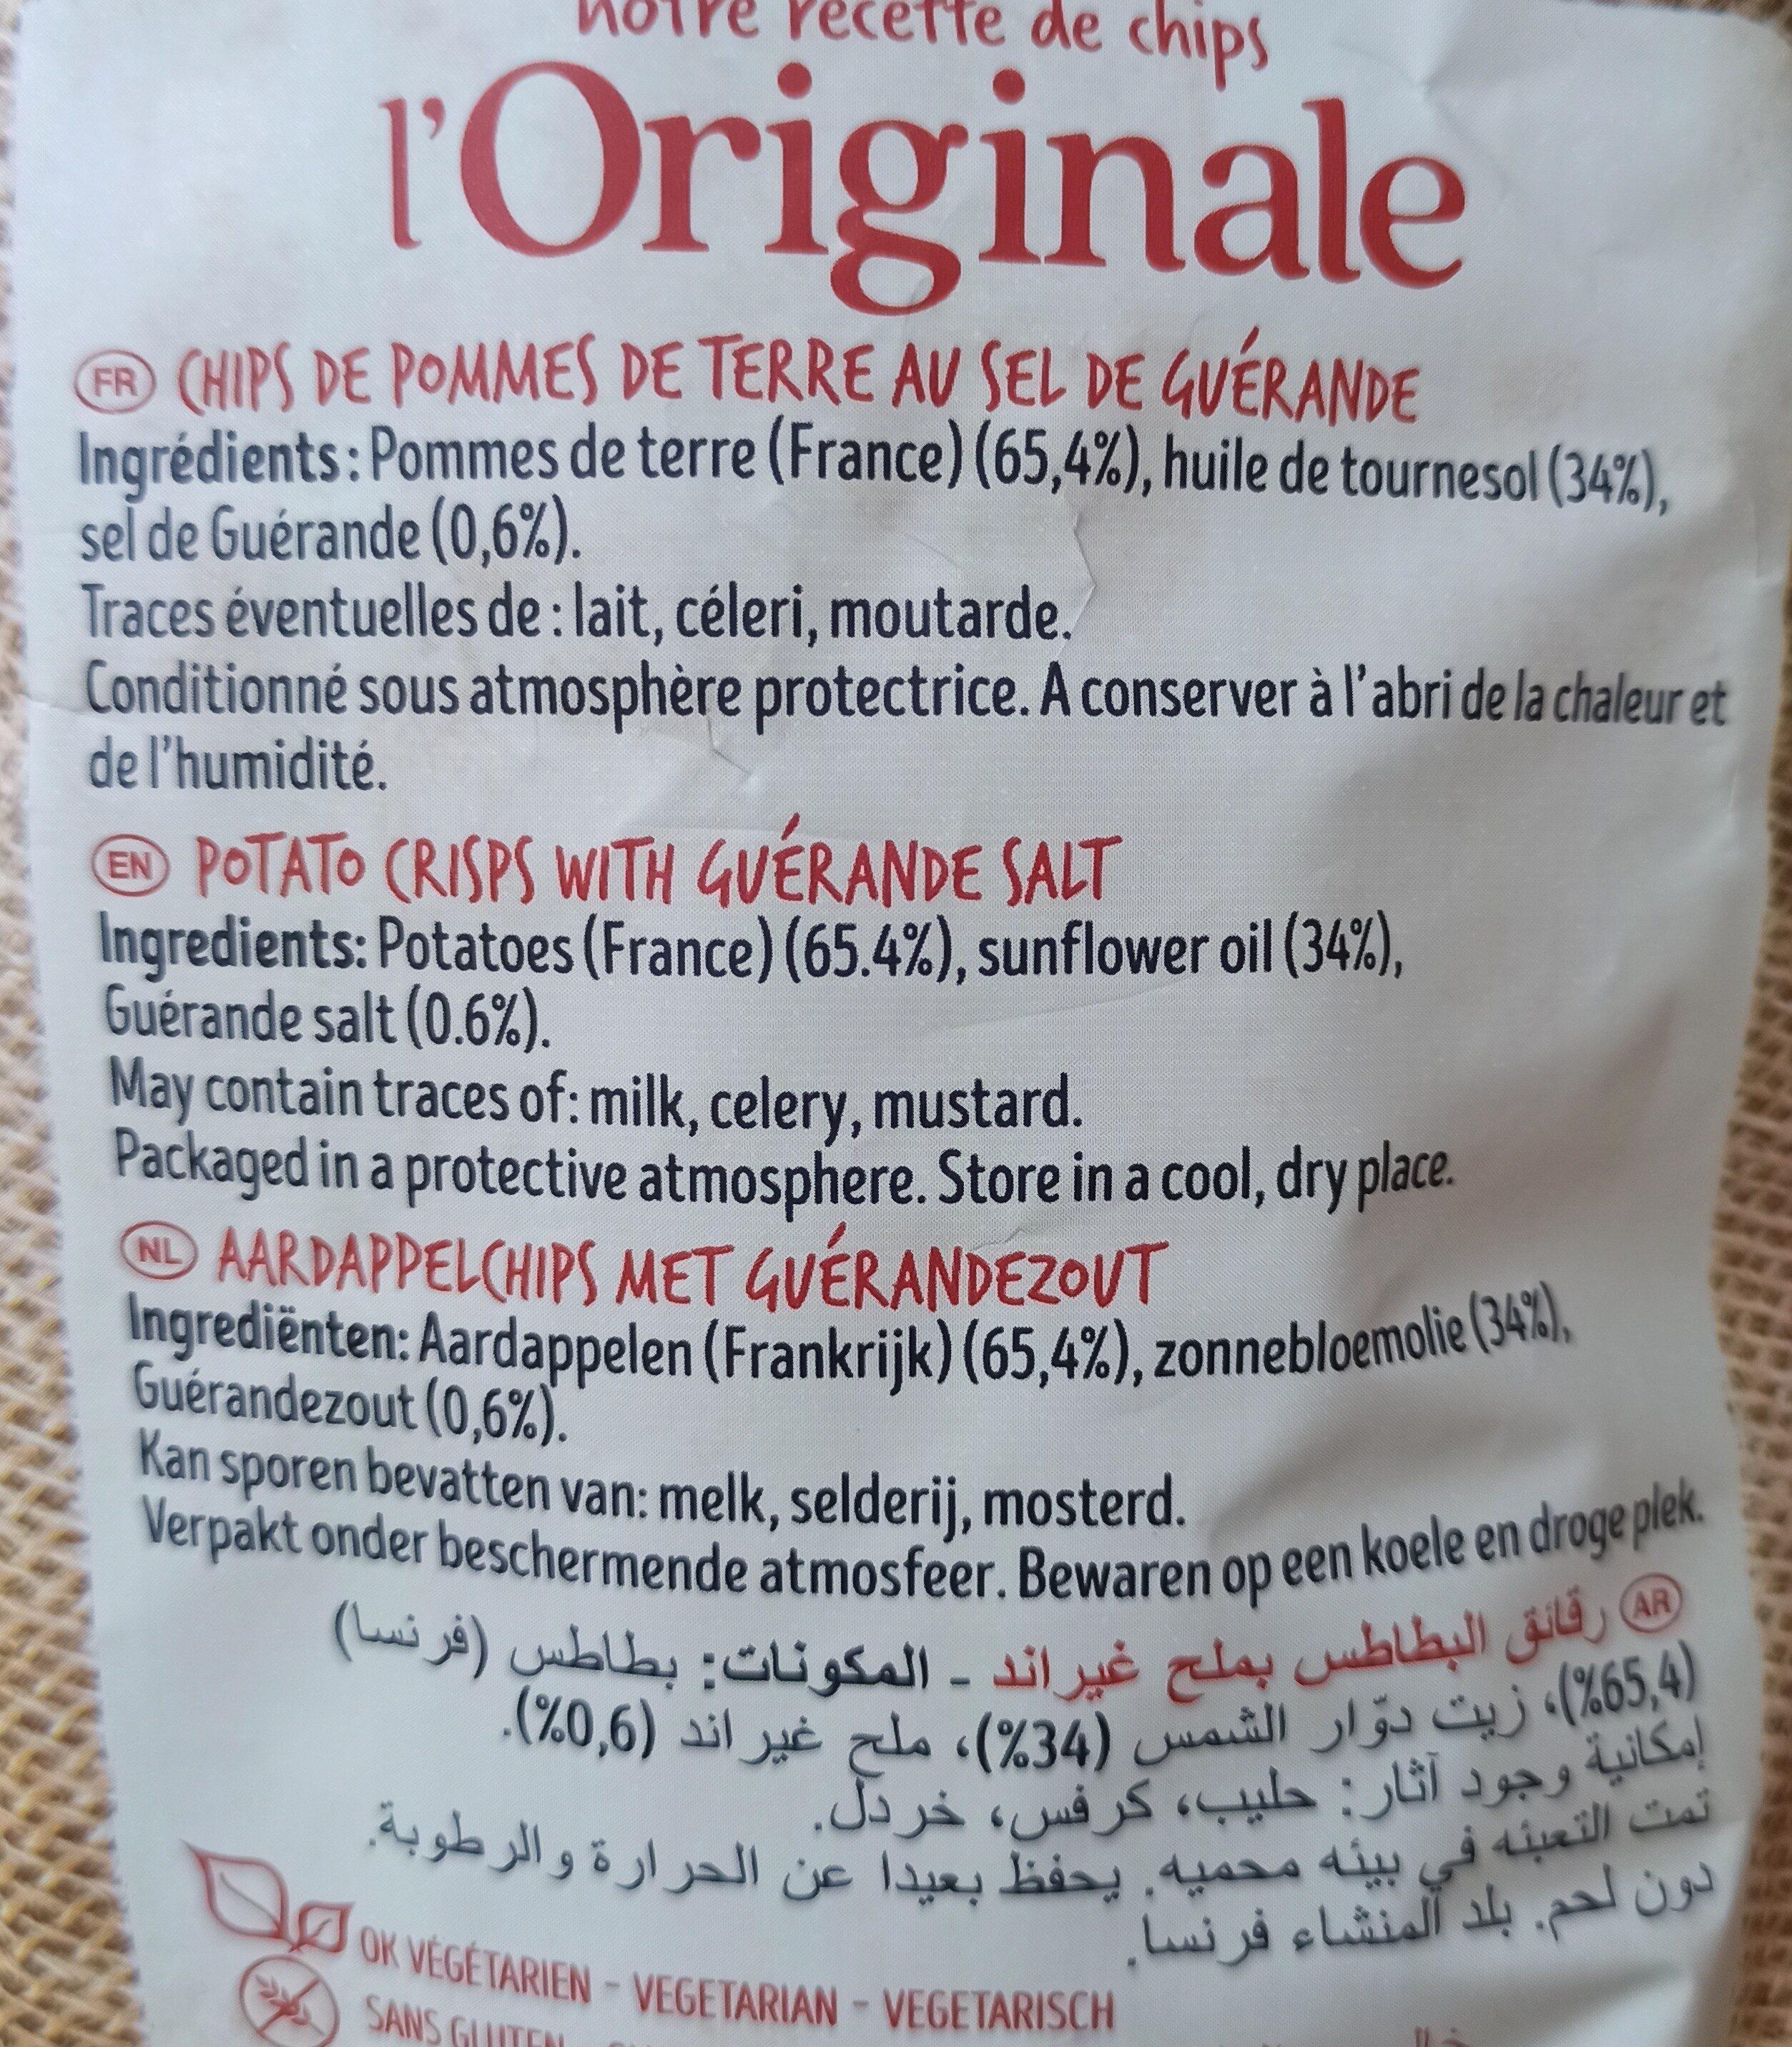 notre recette de chips
l'Originale
FR CHIPS DE POMMES DE TERRE AU SEL DE GUÉRANDE
Ingrédients : Pommes de terre (France) (65,4%), huile de tournesol (34%),
sel de Guérande (0,6%).
Traces éventuelles de : lait, céleri, moutarde.
Conditionné sous atmosphère protectrice. A conserver à l'abri de la chaleur et
de l'humidité.
EN POTATO CRISPS WITH GUÉRANDE SALT
Ingredients: Potatoes (France) (65.4%), sunflower oil (34%),
Guérande salt (0.6%).
May contain traces of: milk, celery, mustard.
Packaged in a protective atmosphere. Store in a cool, dry place.
NL AARDAPPELCHIPS MET GUÉRANDEZOUT
Ingrediënten: Aardappelen (Frankrijk) (65,4%), zonnebloemolie (34%),
Guérandezout (0,6%).
Kan sporen bevatten van: melk, selderij, mosterd.
Verpakt onder beschermende atmosfeer. Bewaren op een koele en droge plek.
AR رقائق البطاطس بملح غيراند - المكونات: بطاطس (فرنسا)
(65,4%)، زيت دوّار الشمس (34%)، ملح غيراند (0,6%).
إمكانية وجود آثار: حليب، كرفس، خردل.
تمت التعبئه في بيئه محميه. يحفظ بعيدا عن الحرارة والرطوبة.
دون لحم. بلد المنشاء فرنسا.
OK VÉGÉTARIEN - VEGETARIAN - VEGETARISCH
SANS GLUTEN